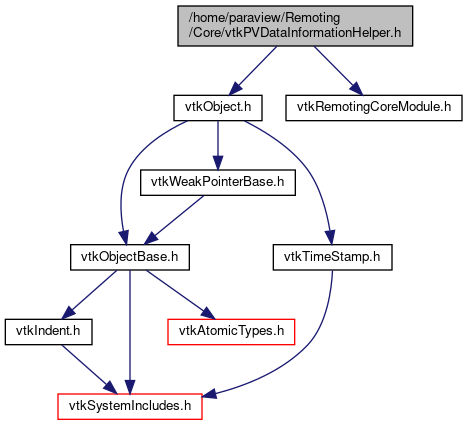 /home/paraview/Remoting
/Core/vtkPVDataInformationHelper.h
vtkObject.h
vtkRemotingCoreModule.h
vtkWeakPointerBase.h
vtkObjectBase.h
vtkTimeStamp.h
vtkIndent.h
vtkAtomicTypes.h
vtkSystemIncludes.h